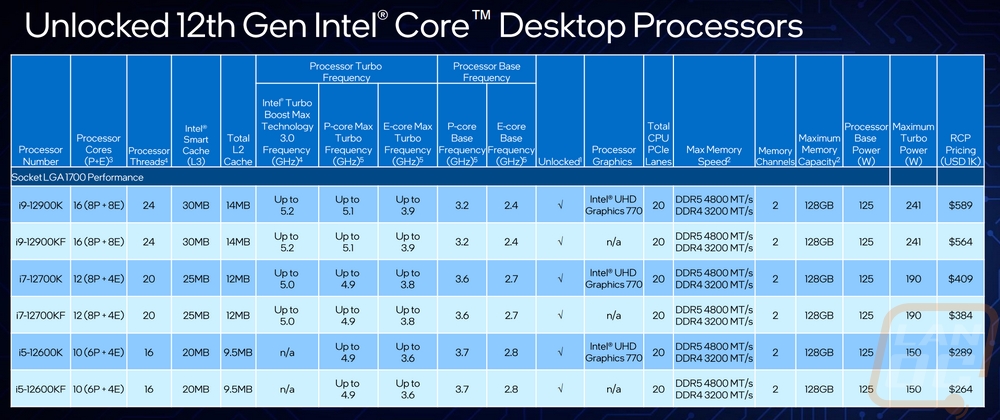 Unlocked 12th Gen Intel® Core™ Desktop Processors
Processor Turbo Frequency Processor Base Frequency
Processor Number Processor Cores (P+E)3 Processor Threads4 Intel® Smart Cache (L3) Total L2 Cache Intel® Turbo Boost Max Technology 3.0 Frequency (GHz)4 P-core Max Turbo Frequency (GHz)5 E-core Max Turbo Frequency (GHz)5 P-core Base Frequency (GHz)5 E-core Base Frequency (GHz)5 Unlocked1 Processor Graphics Total CPU PCIe Lanes Max Memory Speed2 Memory Channels Maximum Memory Capacity2 Processor Base Power (W) Maximum Turbo Power (W) RCP Pricing (USD 1K)
Socket LGA 1700 Performance
i9-12900K 16 (8P + 8E) 24 30MB 14MB Up to 5.2 Up to 5.1 Up to 3.9 3.2 2.4 √ Intel® UHD Graphics 770 20 DDR5 4800 MT/s DDR4 3200 MT/s 2 128GB 125 241 $589
i9-12900KF 16 (8P + 8E) 24 30MB 14MB Up to 5.2 Up to 5.1 Up to 3.9 3.2 2.4 √ n/a 20 DDR5 4800 MT/s DDR4 3200 MT/s 2 128GB 125 241 $564
i7-12700K 12 (8P + 4E) 20 25MB 12MB Up to 5.0 Up to 4.9 Up to 3.8 3.6 2.7 √ Intel® UHD Graphics 770 20 DDR5 4800 MT/s DDR4 3200 MT/s 2 128GB 125 190 $409
i7-12700KF 12 (8P + 4E) 20 25MB 12MB Up to 5.0 Up to 4.9 Up to 3.8 3.6 2.7 √ n/a 20 DDR5 4800 MT/s DDR4 3200 MT/s 2 128GB 125 190 $384
i5-12600K 10 (6P + 4E) 16 20MB 9.5MB n/a Up to 4.9 Up to 3.6 3.7 2.8 √ Intel® UHD Graphics 770 20 DDR5 4800 MT/s DDR4 3200 MT/s 2 128GB 125 150 $289
i5-12600KF 10 (6P + 4E) 16 20MB 9.5MB n/a Up to 4.9 Up to 3.6 3.7 2.8 √ n/a 20 DDR5 4800 MT/s DDR4 3200 MT/s 2 128GB 125 150 $264
LAN
OC